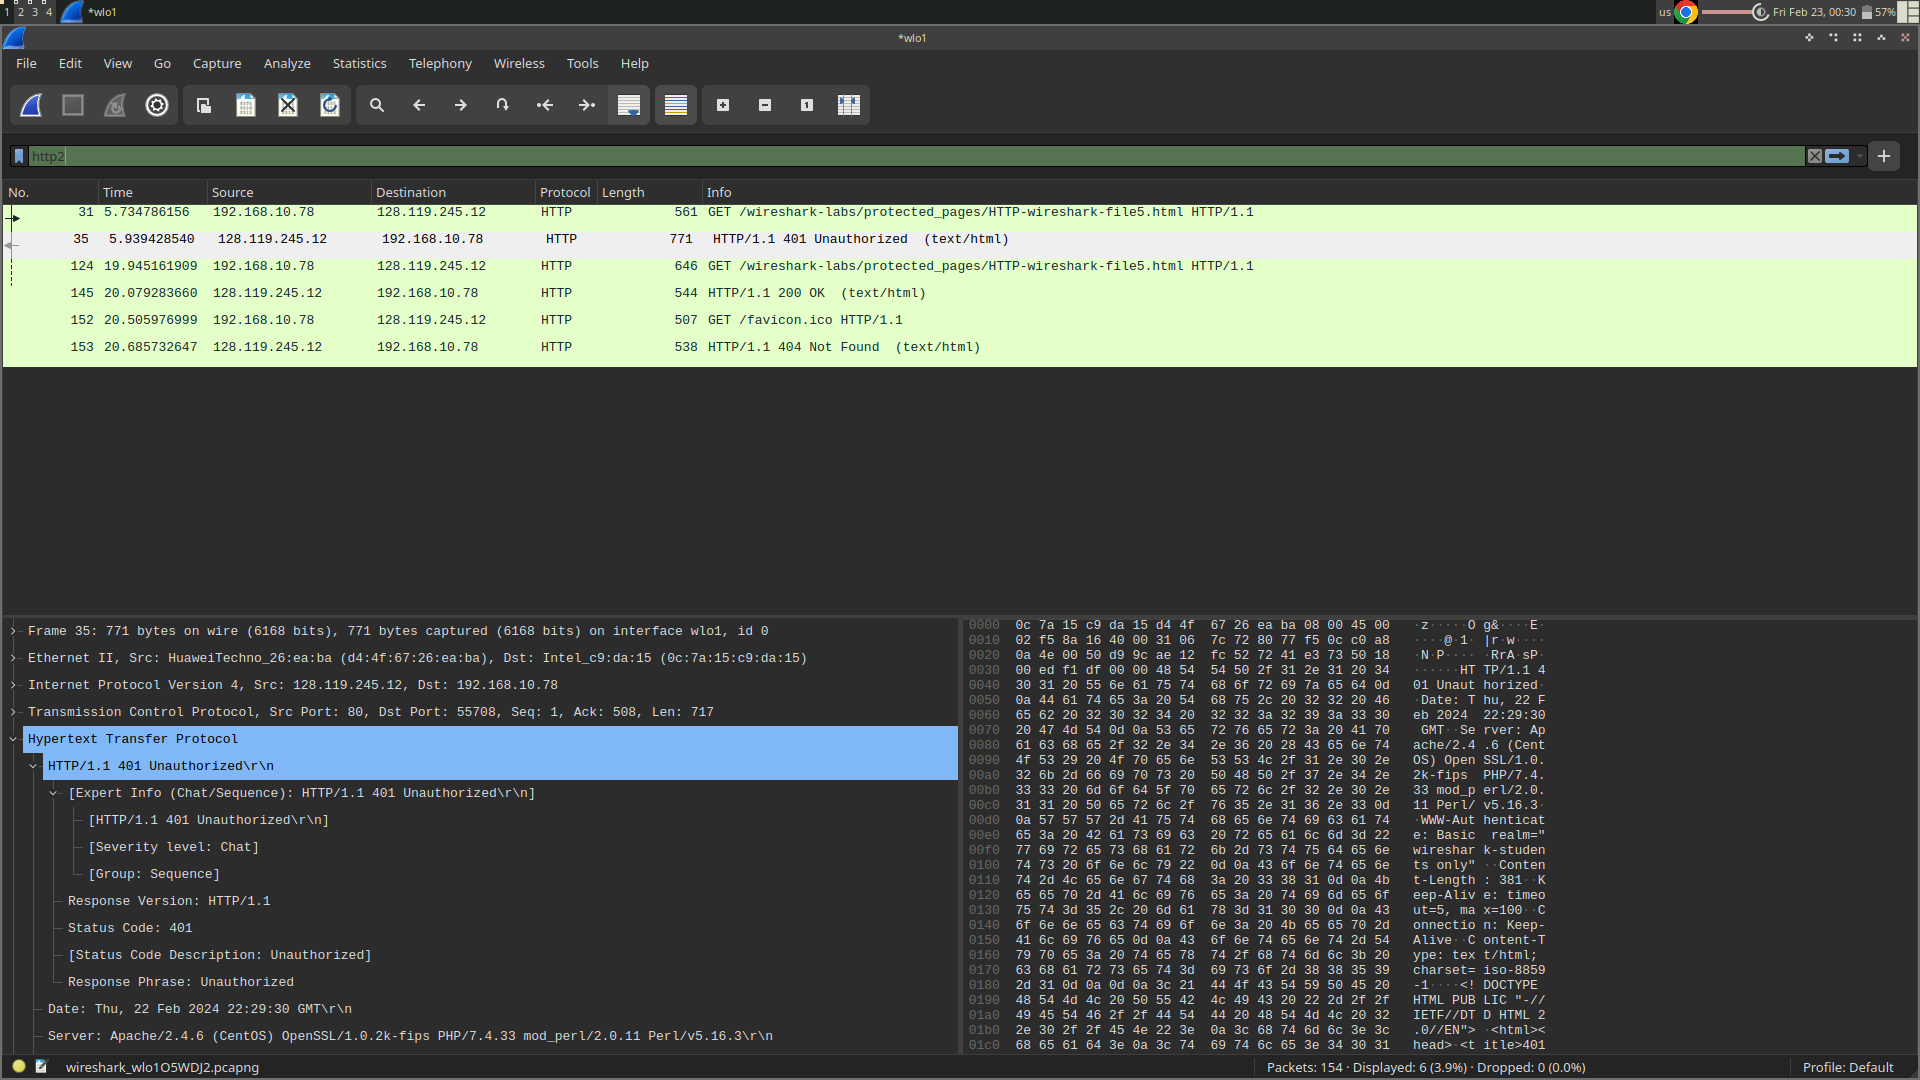 1 2 3 4 *wlo1 us Fri Feb 23, 00:30 57%
*wlo1
File Edit View Go Capture Analyze Statistics Telephony Wireless Tools Help
http2
No. Time Source Destination Protocol Length Info
31 5.734786156 192.168.10.78 128.119.245.12 HTTP 561 GET /wireshark-labs/protected_pages/HTTP-wireshark-file5.html HTTP/1.1
35 5.939428540 128.119.245.12 192.168.10.78 HTTP 771 HTTP/1.1 401 Unauthorized (text/html)
124 19.945161909 192.168.10.78 128.119.245.12 HTTP 646 GET /wireshark-labs/protected_pages/HTTP-wireshark-file5.html HTTP/1.1
145 20.079283660 128.119.245.12 192.168.10.78 HTTP 544 HTTP/1.1 200 OK (text/html)
152 20.505976999 192.168.10.78 128.119.245.12 HTTP 507 GET /favicon.ico HTTP/1.1
153 20.685732647 128.119.245.12 192.168.10.78 HTTP 538 HTTP/1.1 404 Not Found (text/html)
Frame 35: 771 bytes on wire (6168 bits), 771 bytes captured (6168 bits) on interface wlo1, id 0
Ethernet II, Src: HuaweiTechno_26:ea:ba (d4:4f:67:26:ea:ba), Dst: Intel_c9:da:15 (0c:7a:15:c9:da:15)
Internet Protocol Version 4, Src: 128.119.245.12, Dst: 192.168.10.78
Transmission Control Protocol, Src Port: 80, Dst Port: 55708, Seq: 1, Ack: 508, Len: 717
Hypertext Transfer Protocol
HTTP/1.1 401 Unauthorized\r\n
[Expert Info (Chat/Sequence): HTTP/1.1 401 Unauthorized\r\n]
[HTTP/1.1 401 Unauthorized\r\n]
[Severity level: Chat]
[Group: Sequence]
Response Version: HTTP/1.1
Status Code: 401
[Status Code Description: Unauthorized]
Response Phrase: Unauthorized
Date: Thu, 22 Feb 2024 22:29:30 GMT\r\n
Server: Apache/2.4.6 (CentOS) OpenSSL/1.0.2k-fips PHP/7.4.33 mod_perl/2.0.11 Perl/v5.16.3\r\n
0000 0c 7a 15 c9 da 15 d4 4f 67 26 ea ba 08 00 45 00 ·z·····O g&····E·
0010 02 f5 8a 16 40 00 31 06 7c 72 80 77 f5 0c c0 a8 ····@·1· |r·w····
0020 0a 4e 00 50 d9 9c ae 12 fc 52 72 41 e3 73 50 18 ·N·P···· ·RrA·sP·
0030 00 ed f1 df 00 00 48 54 54 50 2f 31 2e 31 20 34 ······HT TP/1.1 4
0040 30 31 20 55 6e 61 75 74 68 6f 72 69 7a 65 64 0d 01 Unaut horized·
0050 0a 44 61 74 65 3a 20 54 68 75 2c 20 32 32 20 46 ·Date: T hu, 22 F
0060 65 62 20 32 30 32 34 20 32 32 3a 32 39 3a 33 30 eb 2024 22:29:30
0070 20 47 4d 54 0d 0a 53 65 72 76 65 72 3a 20 41 70 GMT··Se rver: Ap
0080 61 63 68 65 2f 32 2e 34 2e 36 20 28 43 65 6e 74 ache/2.4 .6 (Cent
0090 4f 53 29 20 4f 70 65 6e 53 53 4c 2f 31 2e 30 2e OS) Open SSL/1.0.
00a0 32 6b 2d 66 69 70 73 20 50 48 50 2f 37 2e 34 2e 2k-fips PHP/7.4.
00b0 33 33 20 6d 6f 64 5f 70 65 72 6c 2f 32 2e 30 2e 33 mod_p erl/2.0.
00c0 31 31 20 50 65 72 6c 2f 76 35 2e 31 36 2e 33 0d 11 Perl/ v5.16.3·
00d0 0a 57 57 57 2d 41 75 74 68 65 6e 74 69 63 61 74 ·WWW-Aut henticat
00e0 65 3a 20 42 61 73 69 63 20 72 65 61 6c 6d 3d 22 e: Basic realm="
00f0 77 69 72 65 73 68 61 72 6b 2d 73 74 75 64 65 6e wireshar k-studen
0100 74 73 20 6f 6e 6c 79 22 0d 0a 43 6f 6e 74 65 6e ts only" ··Conten
0110 74 2d 4c 65 6e 67 74 68 3a 20 33 38 31 0d 0a 4b t-Length : 381··K
0120 65 65 70 2d 41 6c 69 76 65 3a 20 74 69 6d 65 6f eep-Aliv e: timeo
0130 75 74 3d 35 2c 20 6d 61 78 3d 31 30 30 0d 0a 43 ut=5, ma x=100··C
0140 6f 6e 6e 65 63 74 69 6f 6e 3a 20 4b 65 65 70 2d onnectio n: Keep-
0150 41 6c 69 76 65 0d 0a 43 6f 6e 74 65 6e 74 2d 54 Alive··C ontent-T
0160 79 70 65 3a 20 74 65 78 74 2f 68 74 6d 6c 3b 20 ype: tex t/html;
0170 63 68 61 72 73 65 74 3d 69 73 6f 2d 38 38 35 39 charset= iso-8859
0180 2d 31 0d 0a 0d 0a 3c 21 44 4f 43 54 59 50 45 20 -1····<! DOCTYPE
0190 48 54 4d 4c 20 50 55 42 4c 49 43 20 22 2d 2f 2f HTML PUB LIC "-//
01a0 49 45 54 46 2f 2f 44 54 44 20 48 54 4d 4c 20 32 IETF//DT D HTML 2
01b0 2e 30 2f 2f 45 4e 22 3e 0a 3c 68 74 6d 6c 3e 3c .0//EN"> ·<html><
01c0 68 65 61 64 3e 0a 3c 74 69 74 6c 65 3e 34 30 31 head>·<t itle>401
wireshark_wlo1O5WDJ2.pcapng Packets: 154 · Displayed: 6 (3.9%) · Dropped: 0 (0.0%) Profile: Default